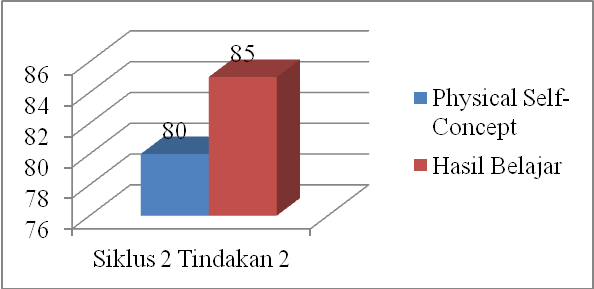 86
84
82
80
78
76
80
85
Siklus 2 Tindakan 2
Physical Self-
Concept
Hasil Belajar